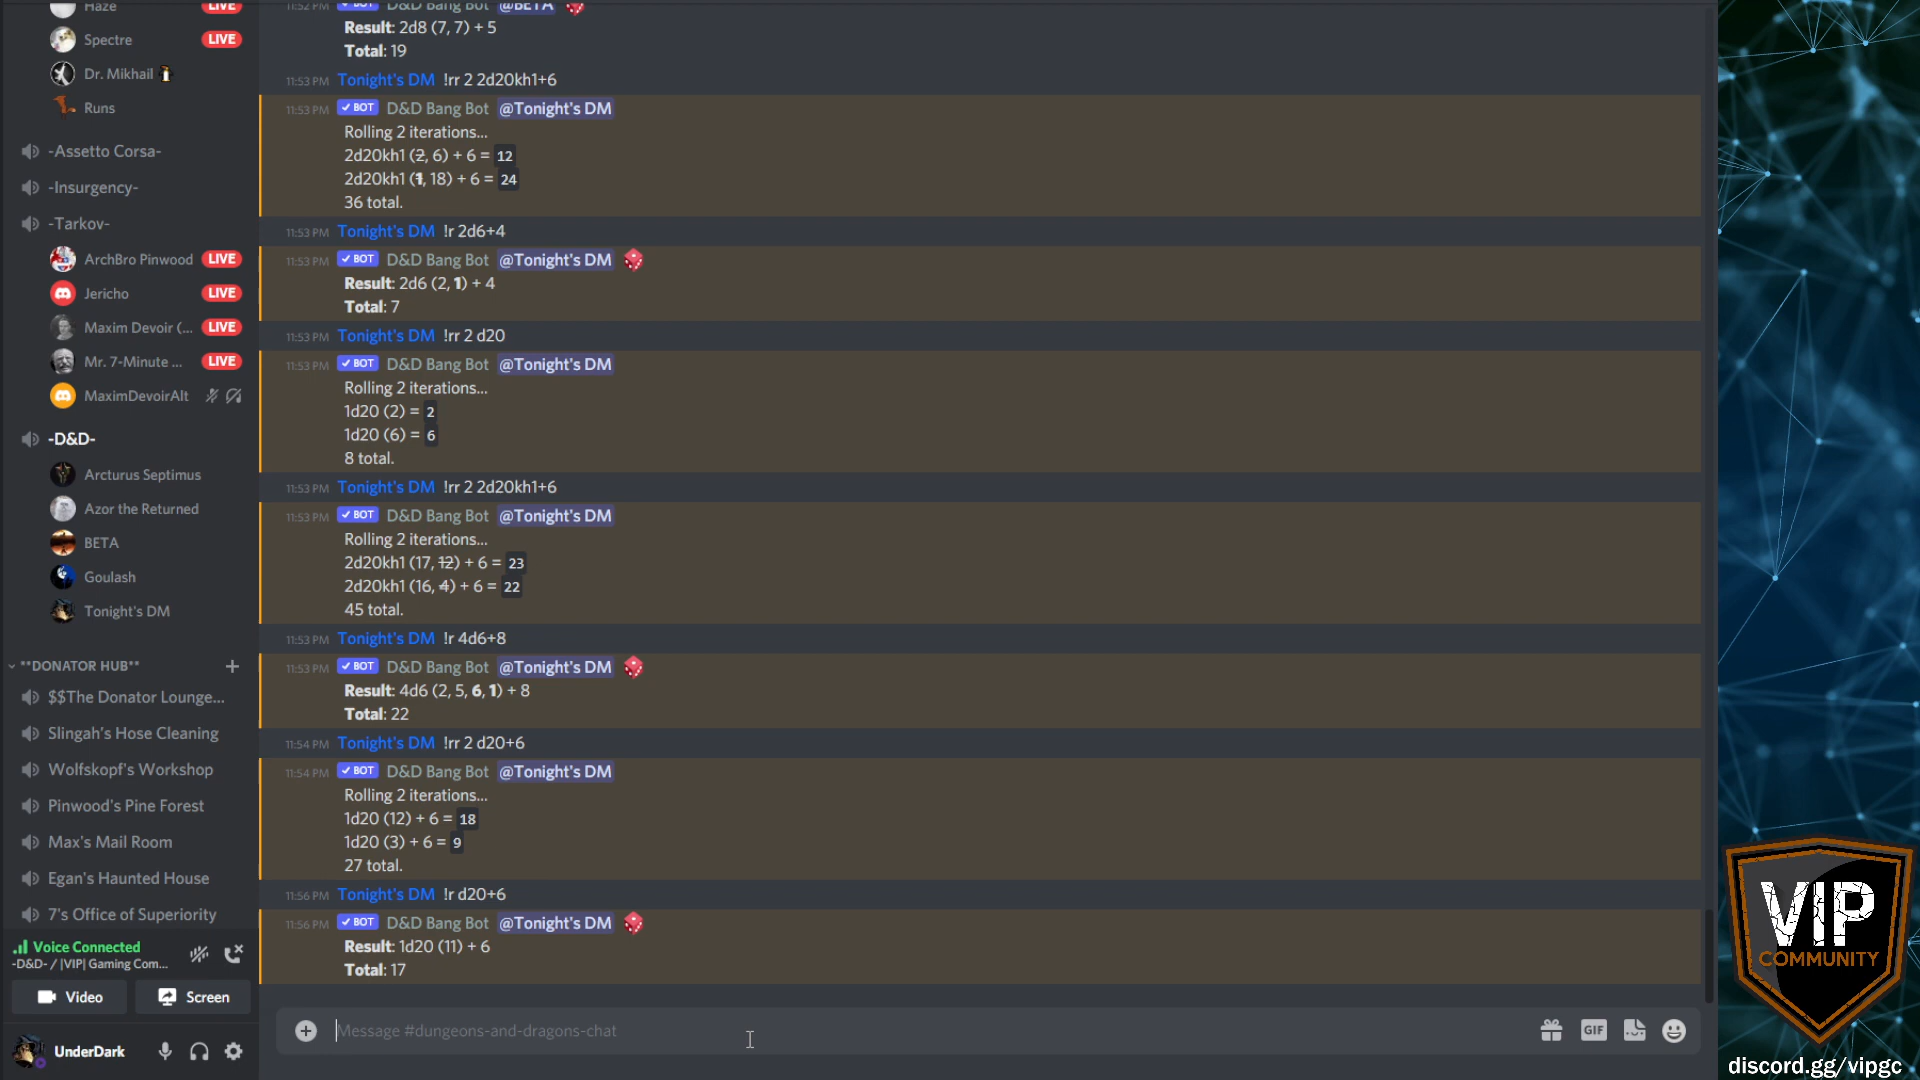 Haze LIVE
Spectre LIVE
Dr. Mikhail
Runs
-Assetto Corsa-
-Insurgency-
-Tarkov-
ArchBro Pinwood LIVE
Jericho LIVE
Maxim Devoir (... LIVE
Mr. 7-Minute ... LIVE
MaximDevoirAlt
-D&D-
Arcturus Septimus
Azor the Returned
BETA
Goulash
Tonight's DM
**DONATOR HUB** +
$$The Donator Lounge...
Slingah's Hose Cleaning
Wolfskopf's Workshop
Pinwood's Pine Forest
Max's Mail Room
Egan's Haunted House
7's Office of Superiority
Voice Connected
-D&D- / |VIP| Gaming Com...
Video Screen
UnderDark
11:52 PM BOT D&D Bang Bot @BETA
Result: 2d8 (7, 7) + 5
Total: 19
11:53 PM Tonight's DM !rr 2 2d20kh1+6
11:53 PM BOT D&D Bang Bot @Tonight's DM
Rolling 2 iterations...
2d20kh1 (2, 6) + 6 = 12
2d20kh1 (1, 18) + 6 = 24
36 total.
11:53 PM Tonight's DM !r 2d6+4
11:53 PM BOT D&D Bang Bot @Tonight's DM
Result: 2d6 (2, 1) + 4
Total: 7
11:53 PM Tonight's DM !rr 2 d20
11:53 PM BOT D&D Bang Bot @Tonight's DM
Rolling 2 iterations...
1d20 (2) = 2
1d20 (6) = 6
8 total.
11:53 PM Tonight's DM !rr 2 2d20kh1+6
11:53 PM BOT D&D Bang Bot @Tonight's DM
Rolling 2 iterations...
2d20kh1 (17, 12) + 6 = 23
2d20kh1 (16, 4) + 6 = 22
45 total.
11:53 PM Tonight's DM !r 4d6+8
11:53 PM BOT D&D Bang Bot @Tonight's DM
Result: 4d6 (2, 5, 6, 1) + 8
Total: 22
11:54 PM Tonight's DM !rr 2 d20+6
11:54 PM BOT D&D Bang Bot @Tonight's DM
Rolling 2 iterations...
1d20 (12) + 6 = 18
1d20 (3) + 6 = 9
27 total.
11:56 PM Tonight's DM !r d20+6
11:56 PM BOT D&D Bang Bot @Tonight's DM
Result: 1d20 (11) + 6
Total: 17
Message #dungeons-and-dragons-chat
GIF
VIP
COMMUNITY
discord.gg/vipgc